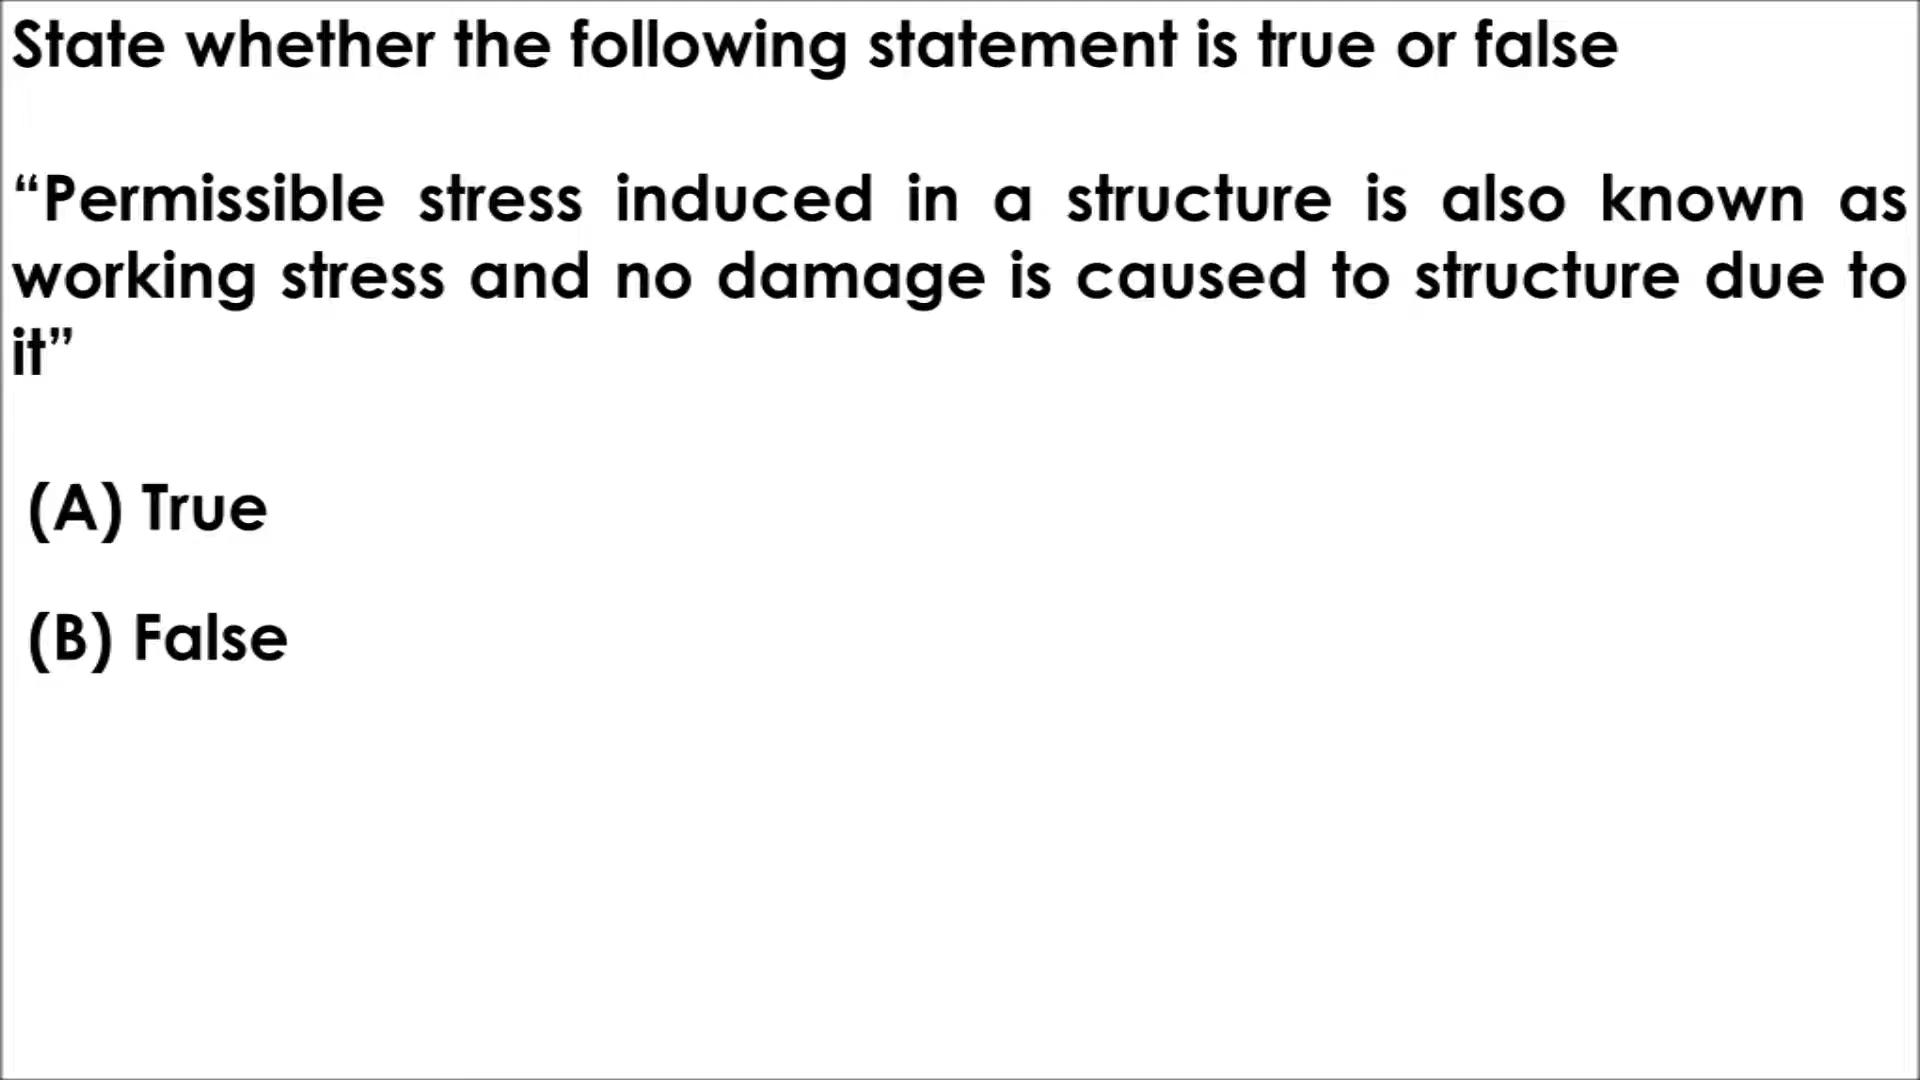 State whether the following statement is true or false
“Permissible stress induced in a structure is also known as
working stress and no damage is caused to structure due to
it”
(A) True
(B) False